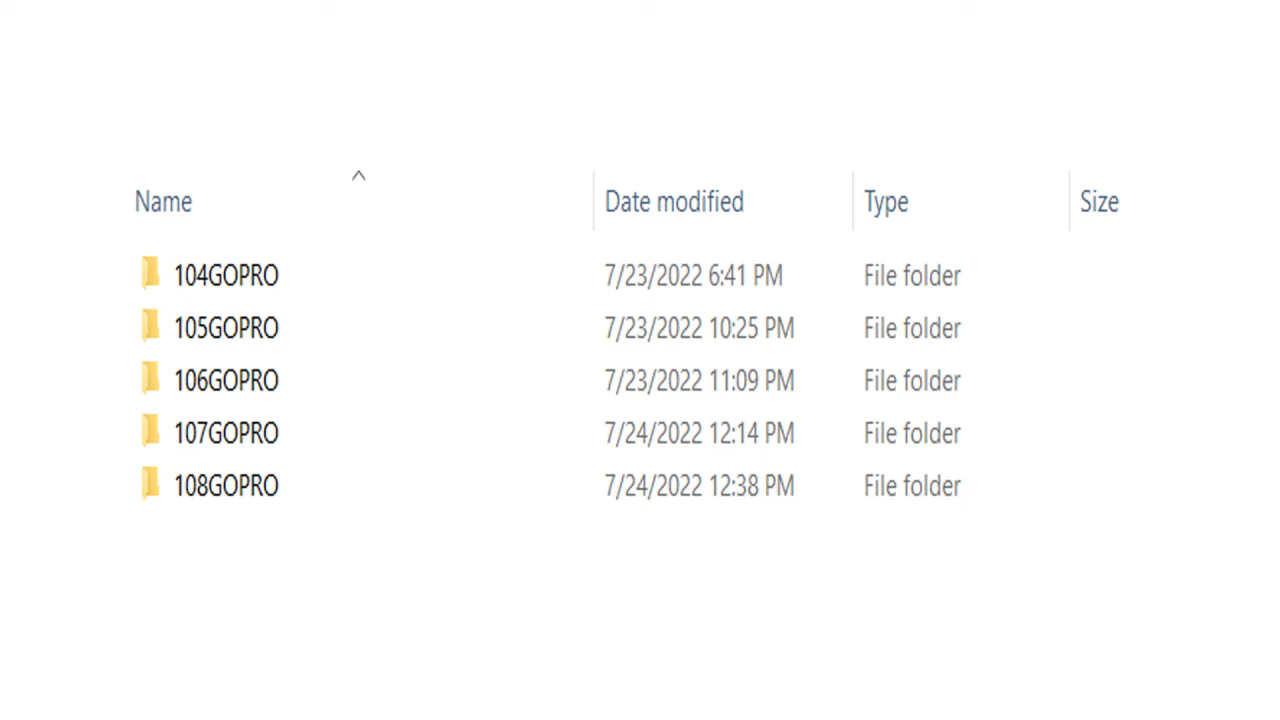 Name Date modified Type Size
104GOPRO 7/23/2022 6:41 PM File folder
105GOPRO 7/23/2022 10:25 PM File folder
106GOPRO 7/23/2022 11:09 PM File folder
107GOPRO 7/24/2022 12:14 PM File folder
108GOPRO 7/24/2022 12:38 PM File folder